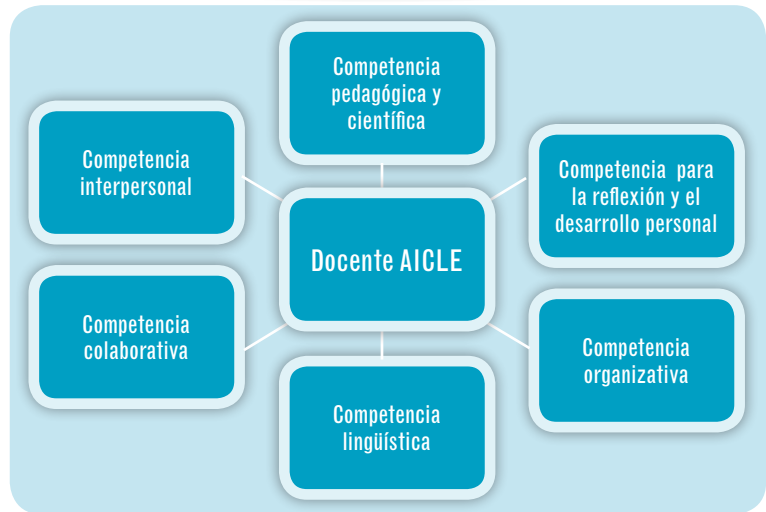 Competencia
pedagógica y
científica
Competencia
interpersonal
Competencia para
la reflexión y el
desarrollo personal
Docente AICLE
Competencia
colaborativa
Competencia
organizativa
Competencia
lingüística